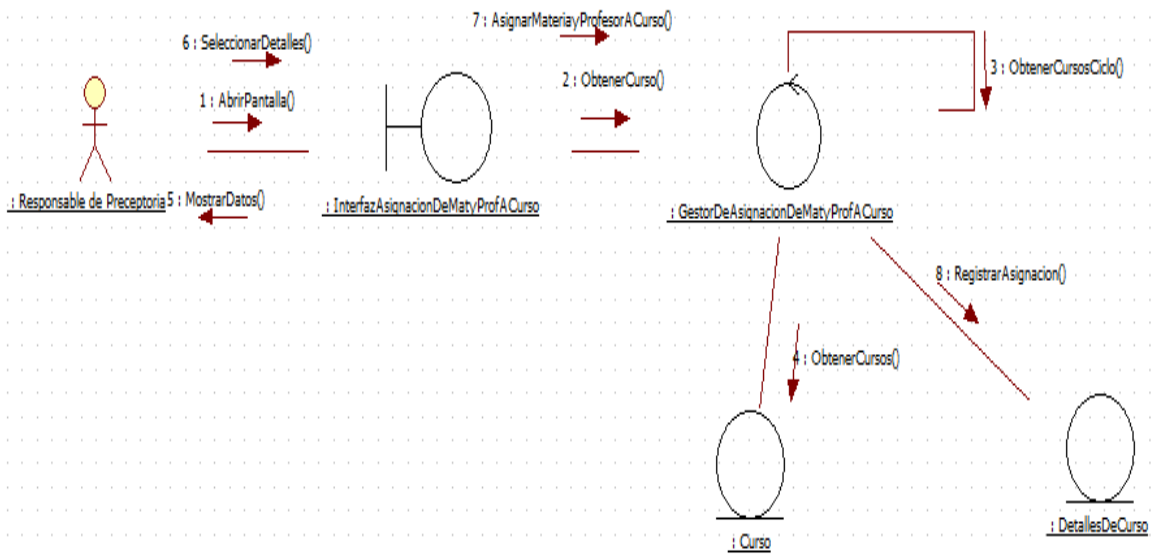 7 : AsignarMateriayProfesorACurso()
6 : SeleccionarDetalles()
3 : ObtenerCursosCiclo()
2 : ObtenerCurso()
1 : AbrirPantalla()
: Responsable de Preceptoria
5 : MostrarDatos()
: InterfazAsignacionDeMatyProfACurso
: GestorDeAsignacionDeMatyProfACurso
8 : RegistrarAsignacion()
4 : ObtenerCursos()
: Curso
: DetallesDeCurso